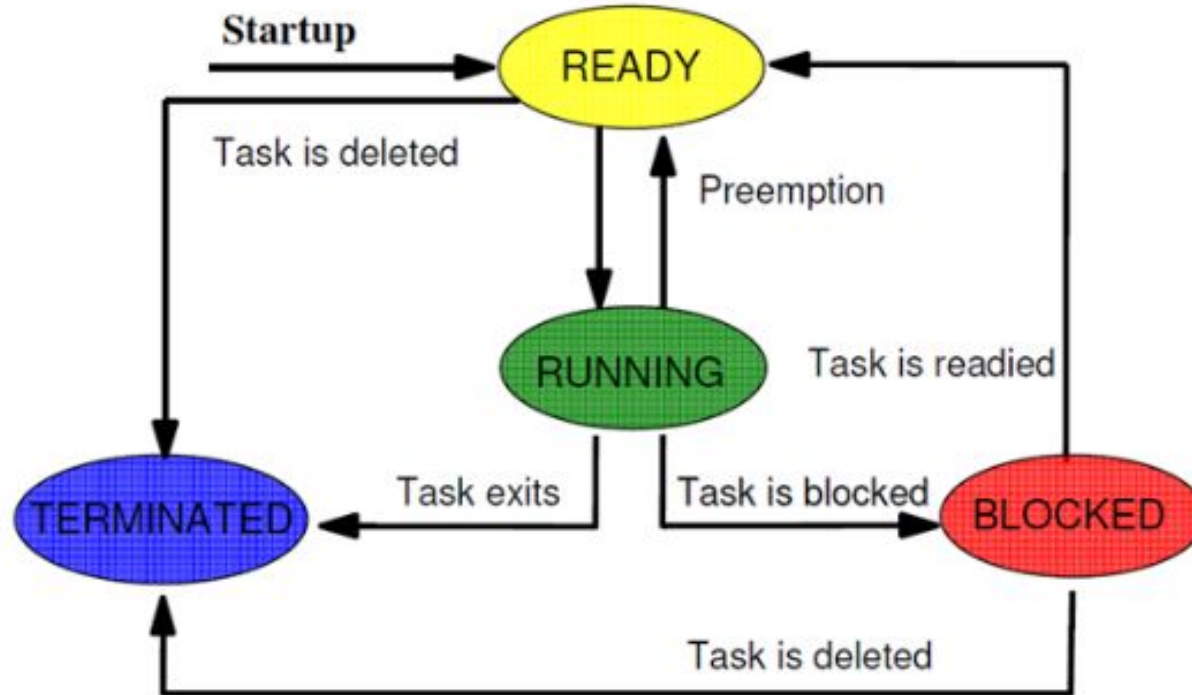 Startup
READY
Task is deleted
Preemption
RUNNING
Task is readied
TERMINATED
Task exits
Task is blocked
BLOCKED
Task is deleted